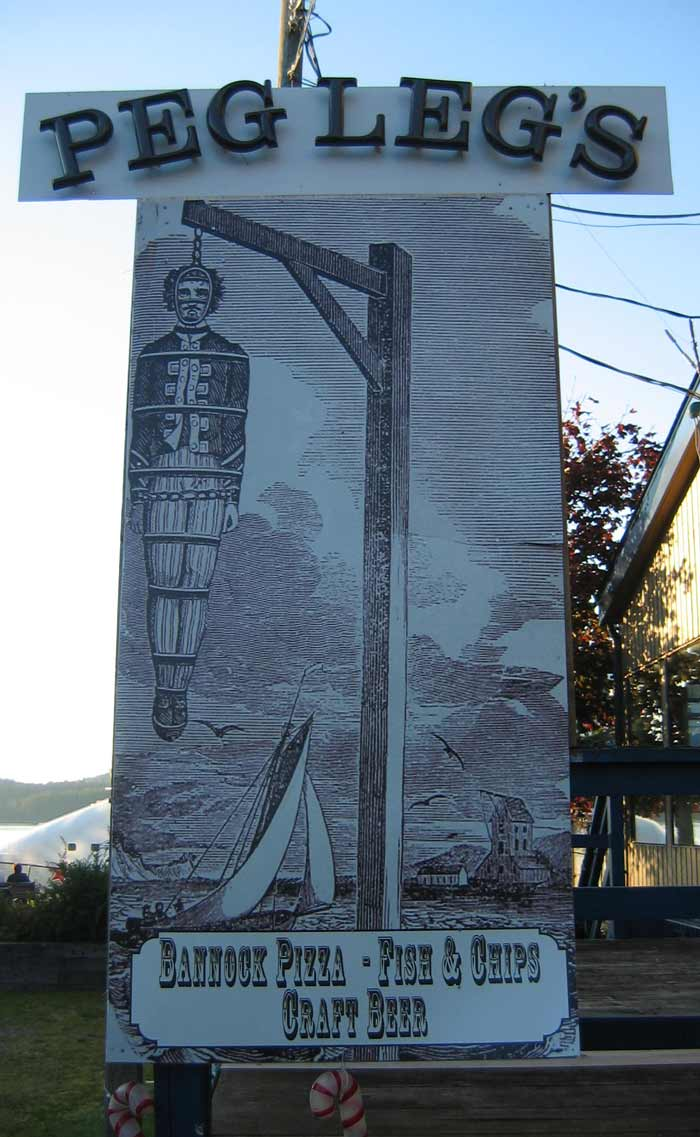 PEG LEG'S
BANNOCK PIZZA - FISH & CHIPS
CRAFT BEER